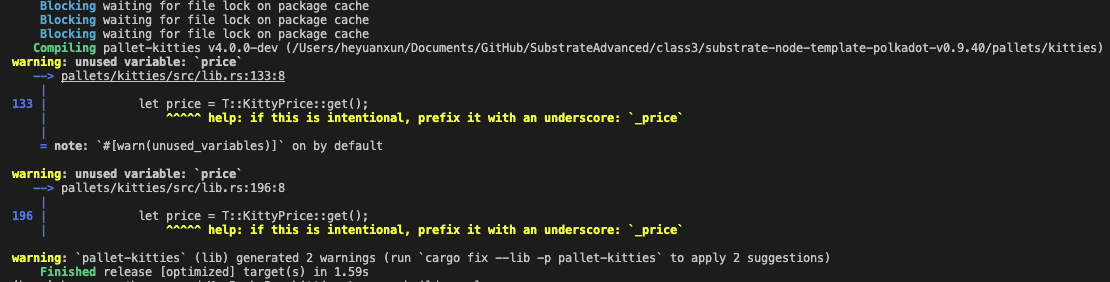 Blocking waiting for file lock on package cache
Blocking waiting for file lock on package cache
Blocking waiting for file lock on package cache
Compiling pallet-kitties v4.0.0-dev (/Users/heyuanxun/Documents/GitHub/SubstrateAdvanced/class3/substrate-node-template-polkadot-v0.9.40/pallets/kitties)
warning: unused variable: `price`
--> pallets/kitties/src/lib.rs:133:8
|
133 | let price = T::KittyPrice::get();
| ^^^^^ help: if this is intentional, prefix it with an underscore: `_price`
|
= note: `#[warn(unused_variables)]` on by default
warning: unused variable: `price`
--> pallets/kitties/src/lib.rs:196:8
|
196 | let price = T::KittyPrice::get();
| ^^^^^ help: if this is intentional, prefix it with an underscore: `_price`
warning: `pallet-kitties` (lib) generated 2 warnings (run `cargo fix --lib -p pallet-kitties` to apply 2 suggestions)
Finished release [optimized] target(s) in 1.59s